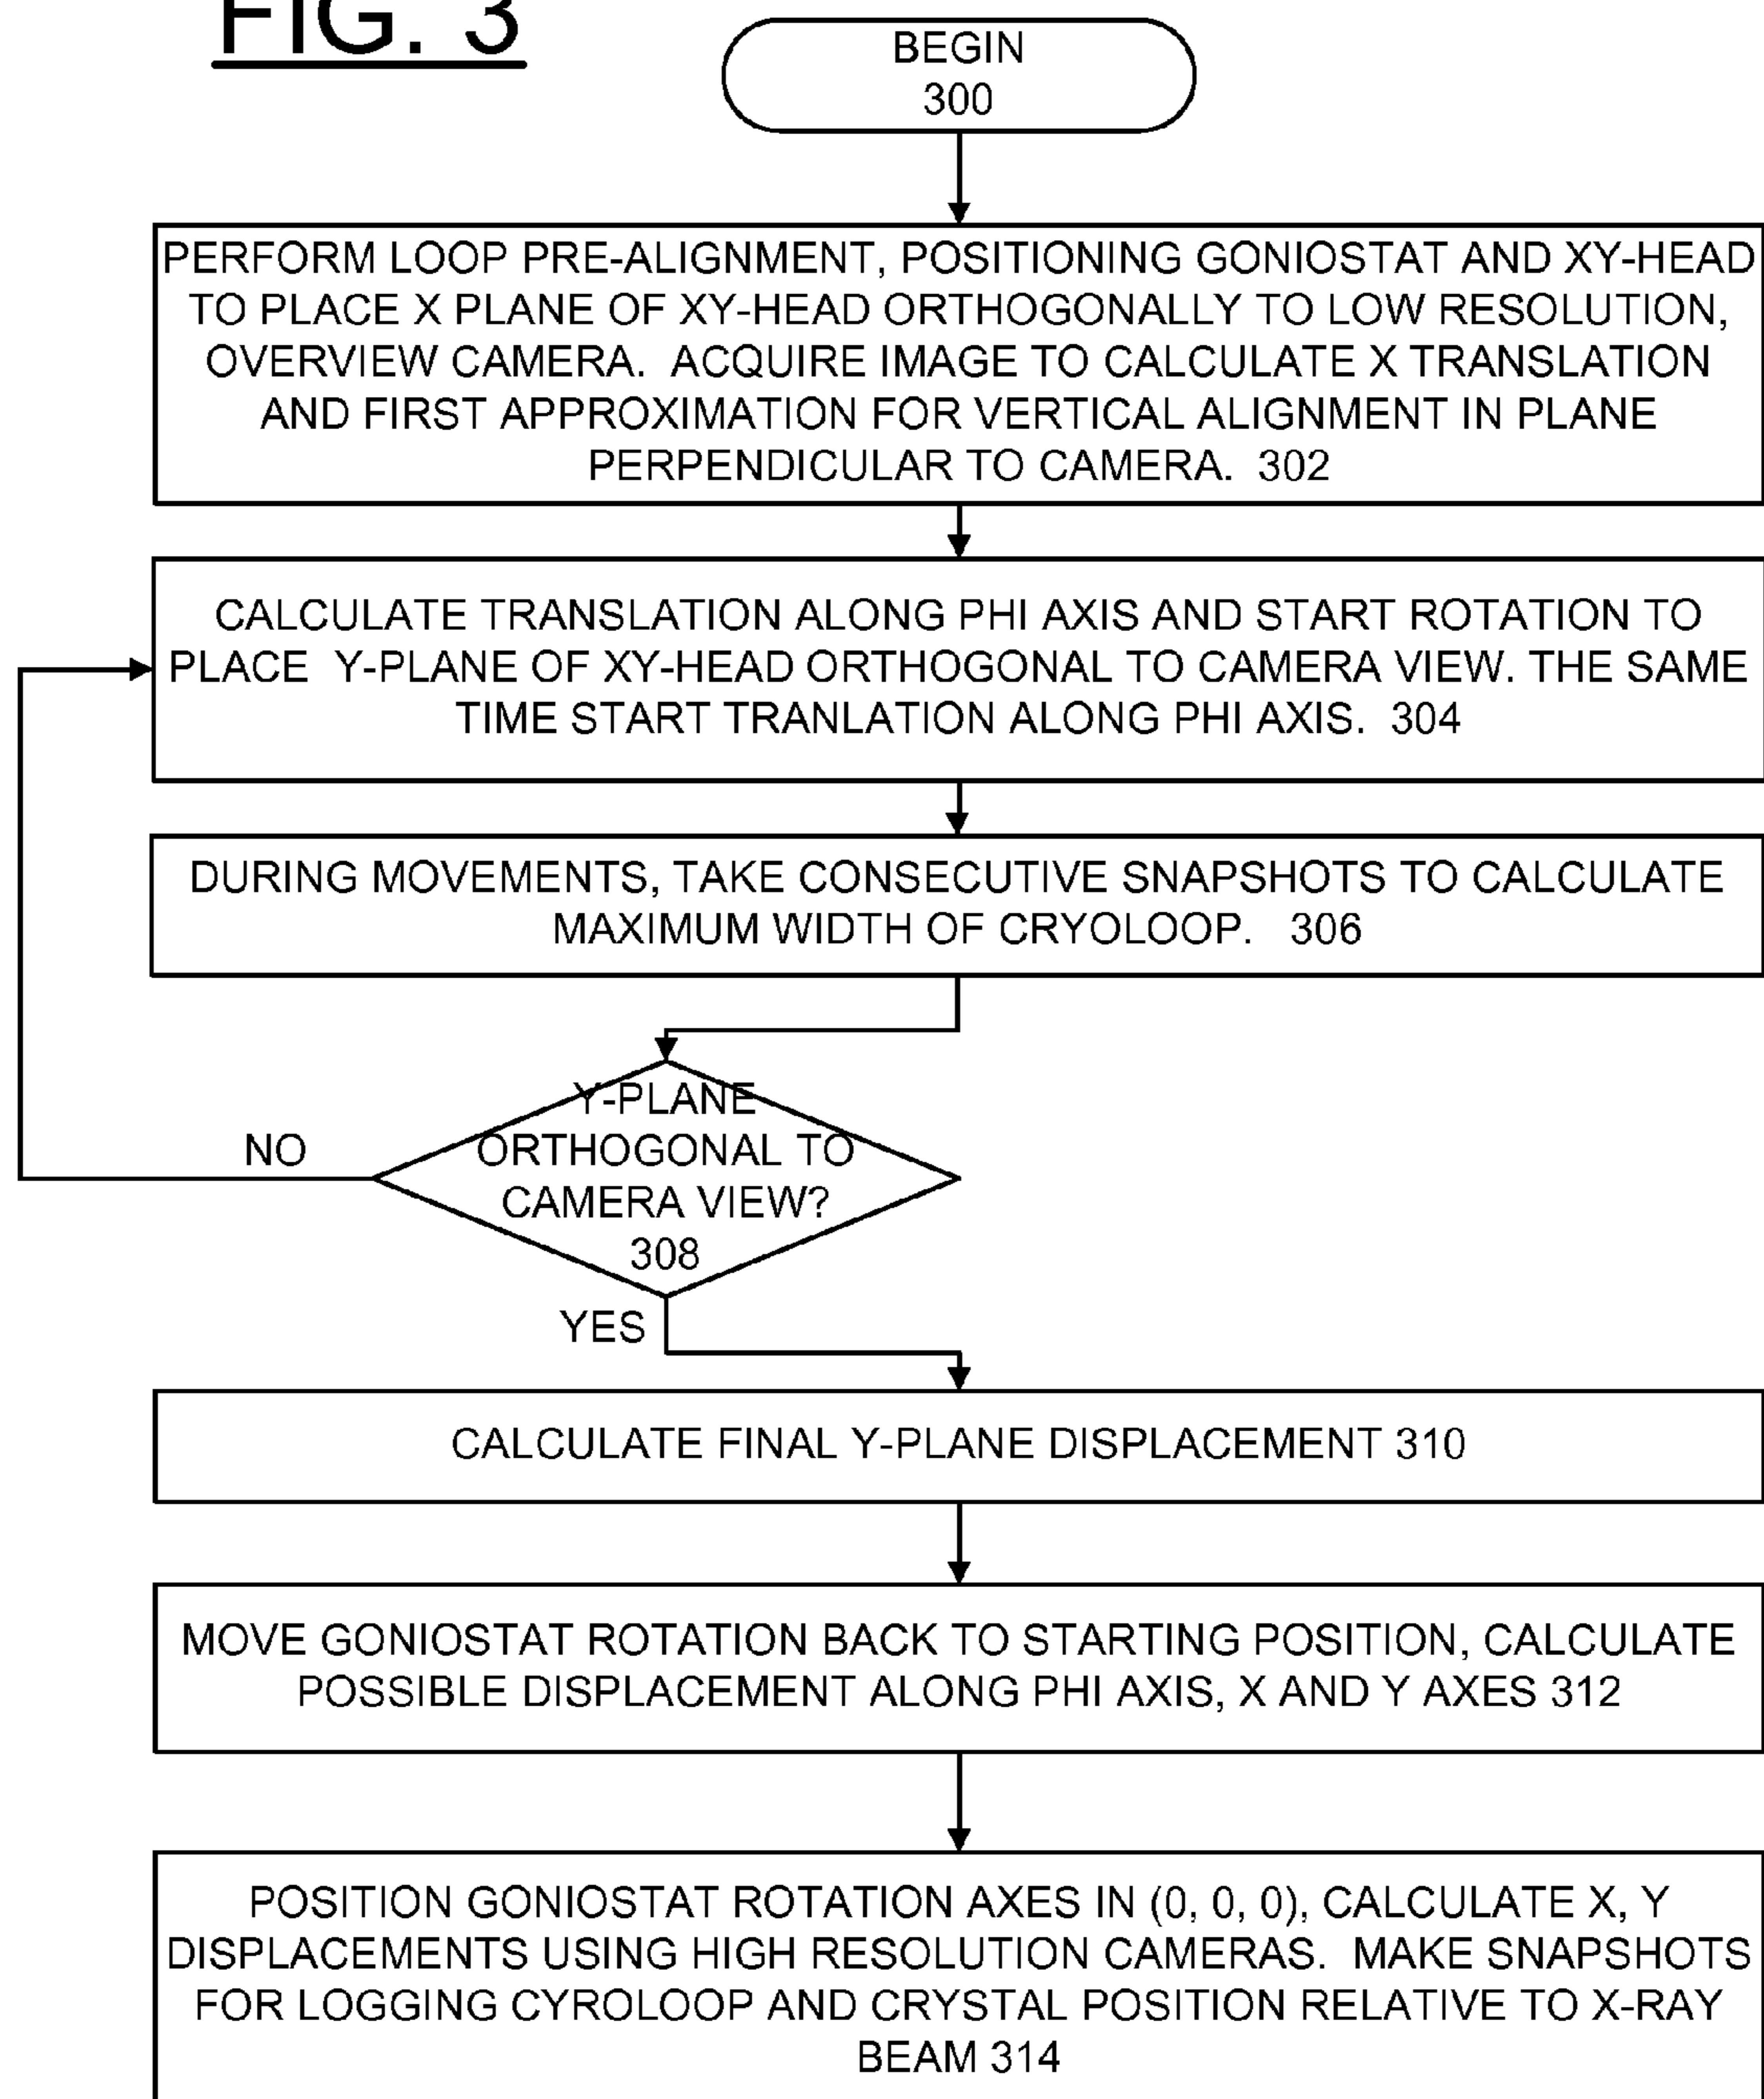 FIG. 3
BEGIN
300
PERFORM LOOP PRE-ALIGNMENT, POSITIONING GONIOSTAT AND XY-HEAD
TO PLACE X PLANE OF XY-HEAD ORTHOGONALLY TO LOW RESOLUTION,
OVERVIEW CAMERA. ACQUIRE IMAGE TO CALCULATE X TRANSLATION
AND FIRST APPROXIMATION FOR VERTICAL ALIGNMENT IN PLANE
PERPENDICULAR TO CAMERA. 302
CALCULATE TRANSLATION ALONG PHI AXIS AND START ROTATION TO
PLACE Y-PLANE OF XY-HEAD ORTHOGONAL TO CAMERA VIEW. THE SAME
TIME START TRANLATION ALONG PHI AXIS. 304
DURING MOVEMENTS, TAKE CONSECUTIVE SNAPSHOTS TO CALCULATE
MAXIMUM WIDTH OF CRYOLOOP. 306
Y-PLANE
ORTHOGONAL TO
CAMERA VIEW?
308
NO
YES
CALCULATE FINAL Y-PLANE DISPLACEMENT 310
MOVE GONIOSTAT ROTATION BACK TO STARTING POSITION, CALCULATE
POSSIBLE DISPLACEMENT ALONG PHI AXIS, X AND Y AXES 312
POSITION GONIOSTAT ROTATION AXES IN (0, 0, 0), CALCULATE X, Y
DISPLACEMENTS USING HIGH RESOLUTION CAMERAS. MAKE SNAPSHOTS
FOR LOGGING CYROLOOP AND CRYSTAL POSITION RELATIVE TO X-RAY
BEAM 314